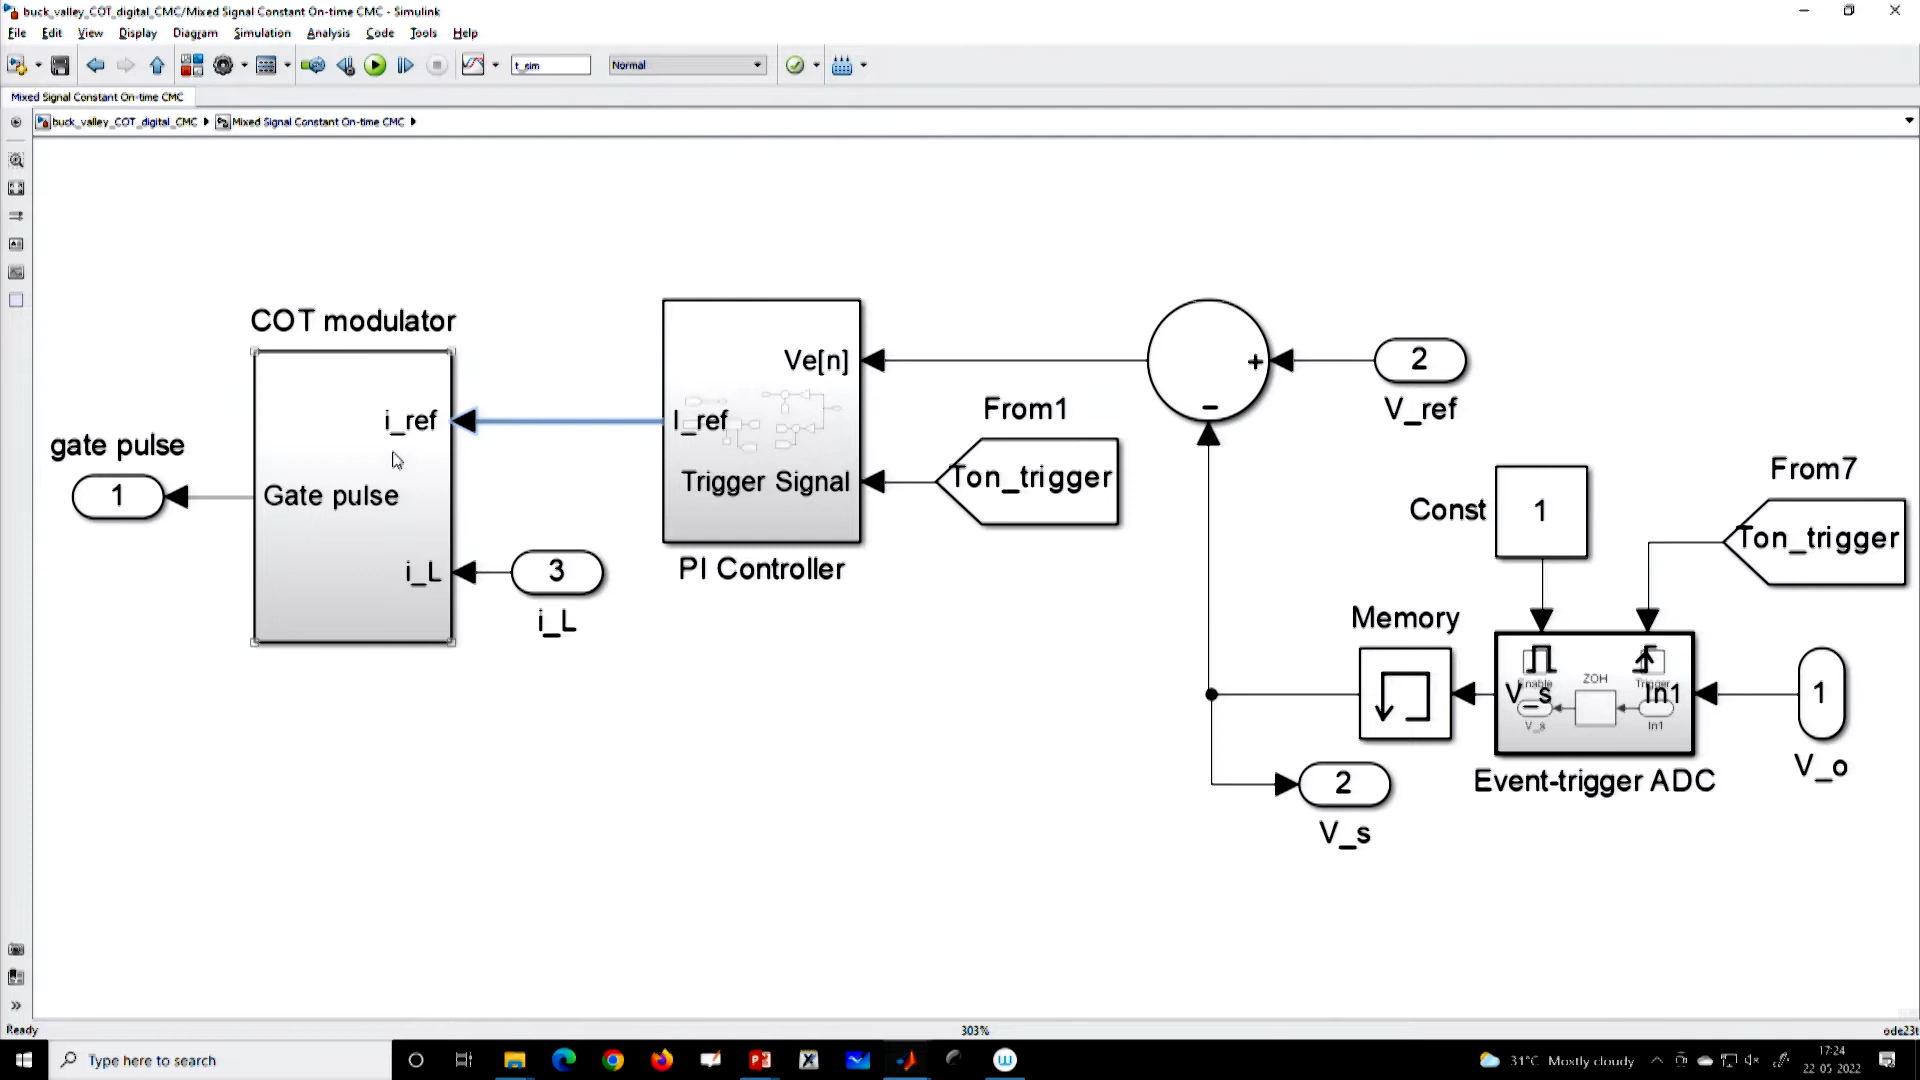 buck_valley_COT_digital_CMC/Mixed Signal Constant On-time CMC - Simulink
File Edit View Display Diagram Simulation Analysis Code Tools Help
t_sim Normal
Mixed Signal Constant On-time CMC
buck_valley_COT_digital_CMC Mixed Signal Constant On-time CMC
COT modulator
i_ref
Gate pulse
i_L
gate pulse
1
3
i_L
Ve[n]
I_ref
Trigger Signal
PI Controller
From1
Ton_trigger
+
−
2
V_ref
Const
1
From7
Ton_trigger
Memory
Enable
Trigger
ZOH
V_s
In1
V_s
In1
Event-trigger ADC
1
V_o
2
V_s
Ready 303% ode23t
Type here to search
31°C Mostly cloudy
17:24
22-05-2022